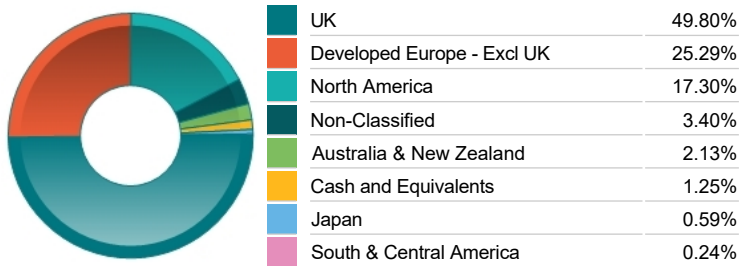 UK 49.80%
Developed Europe - Excl UK 25.29%
North America 17.30%
Non-Classified 3.40%
Australia & New Zealand 2.13%
Cash and Equivalents 1.25%
Japan 0.59%
South & Central America 0.24%